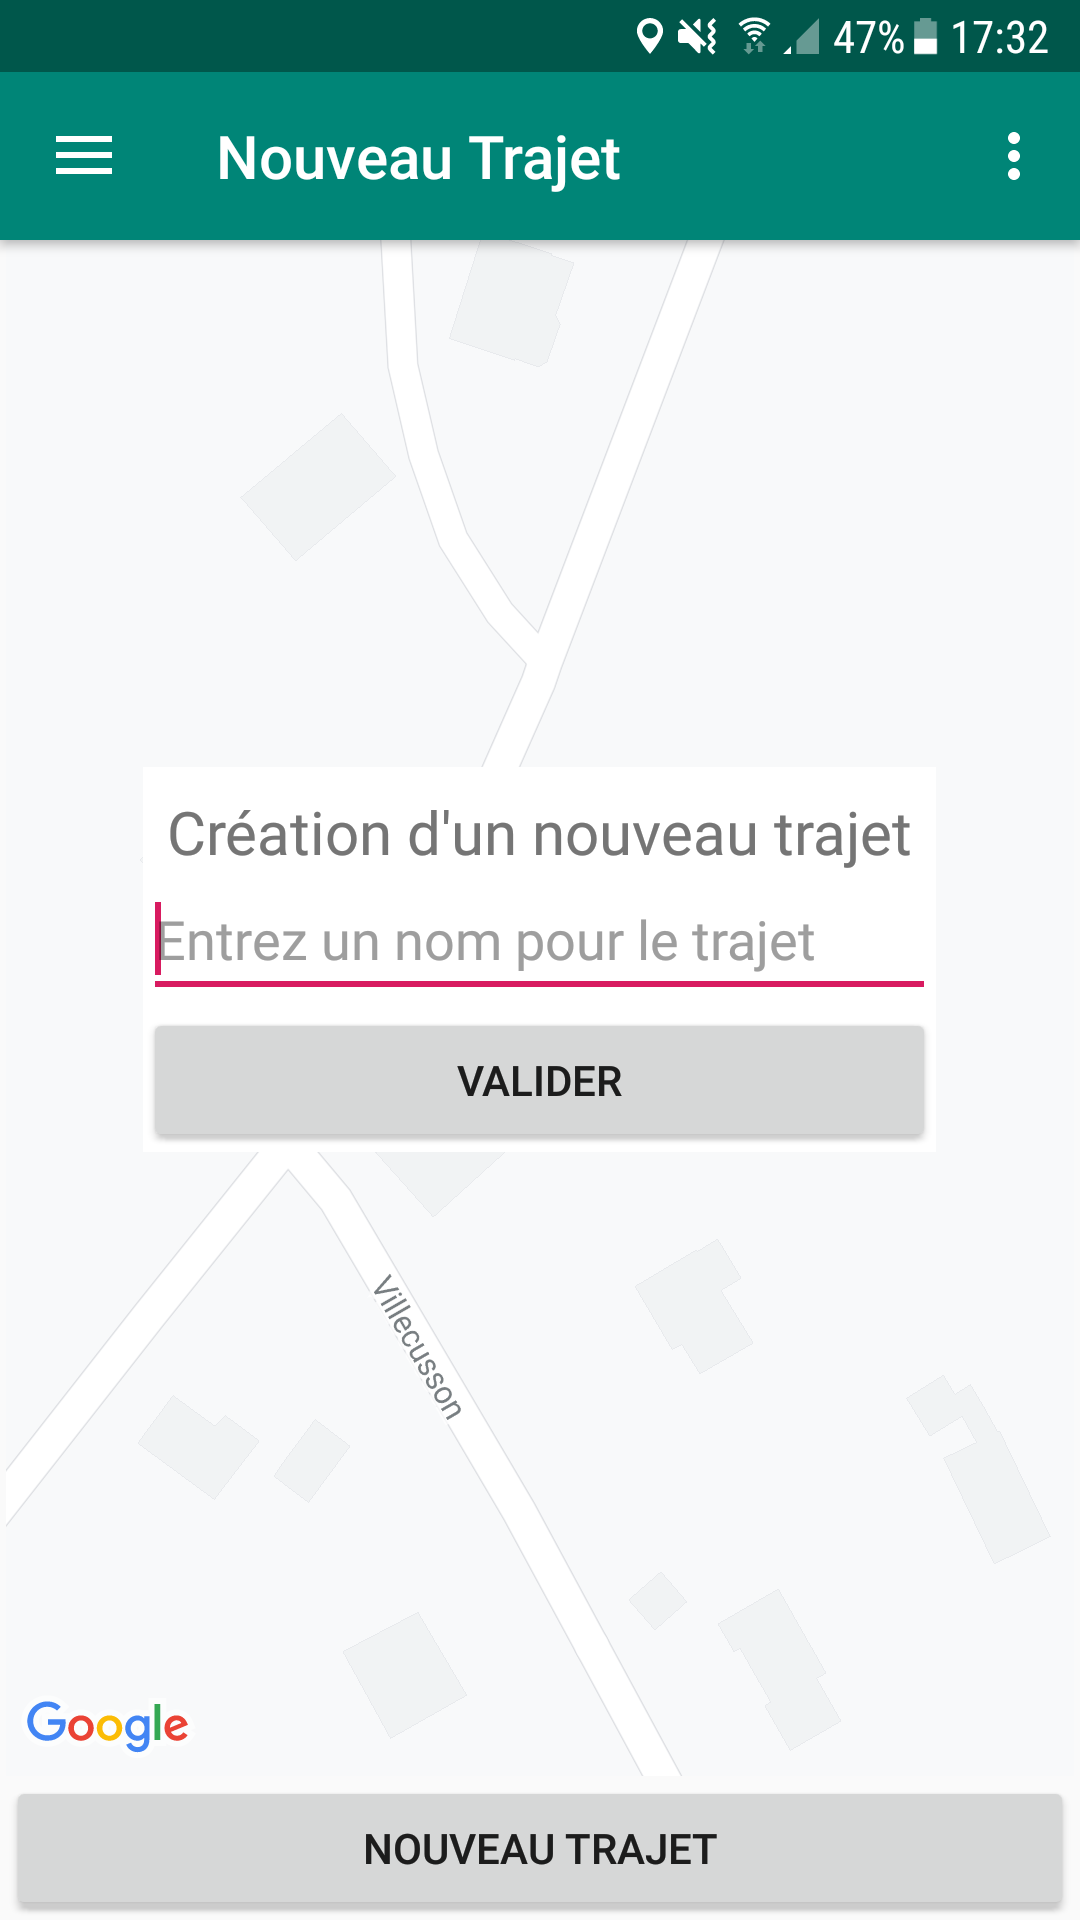 47% 17:32
Nouveau Trajet
Création d'un nouveau trajet
Entrez un nom pour le trajet
VALIDER
Villecusson
Google
NOUVEAU TRAJET